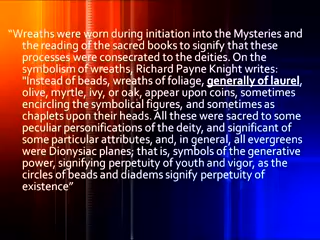 “Wreaths were worn during initiation into the Mysteries and
the reading of the sacred books to signify that these
processes were consecrated to the deities. On the
symbolism of wreaths, Richard Payne Knight writes:
"Instead of beads, wreaths of foliage, generally of laurel,
olive, myrtle, ivy, or oak, appear upon coins, sometimes
encircling the symbolical figures, and sometimes as
chaplets upon their heads. All these were sacred to some
peculiar personifications of the deity, and significant of
some particular attributes, and, in general, all evergreens
were Dionysiac planes; that is, symbols of the generative
power, signifying perpetuity of youth and vigor, as the
circles of beads and diadems signify perpetuity of
existence”